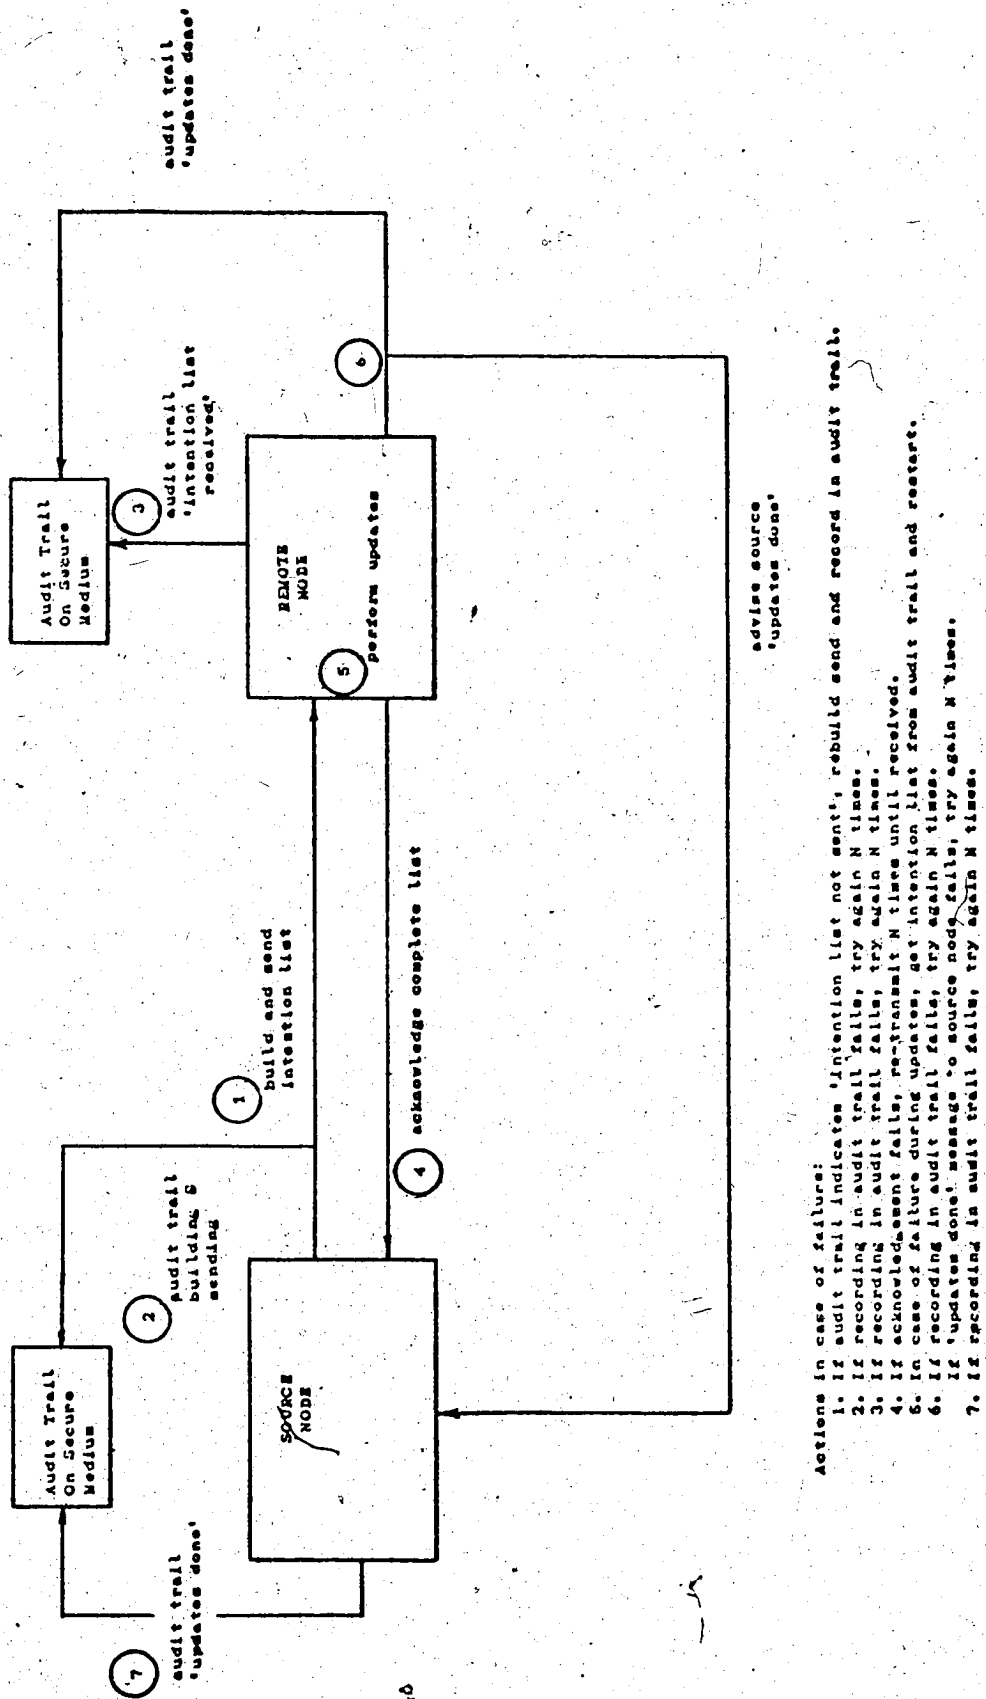 audit trail
'updates done'
Audit Trail
On Secure
Medium
3
audit trail
'intention list
received'
6
REMOTE
NODE
5
perform updates
advise source
'updates done'
1
build and send
intention list
4
acknowledge complete list
2
audit trail
building &
sending
Audit Trail
On Secure
Medium
SOURCE
NODE
7
audit trail
'updates done'
Actions in case of failure:
1. If audit trail indicates 'intention list not sent', rebuild send and record in audit trail.
2. If recording in audit trail fails, try again N times.
3. If recording in audit trail fails, try again N times.
4. If acknowledgement fails, re-transmit N times until received.
5. In case of failure during updates, get intention list from audit trail and restart.
6. If recording in audit trail fails, try again N times.
If 'updates done' message to source node fails, try again N times.
7. If recording in audit trail fails, try again N times.